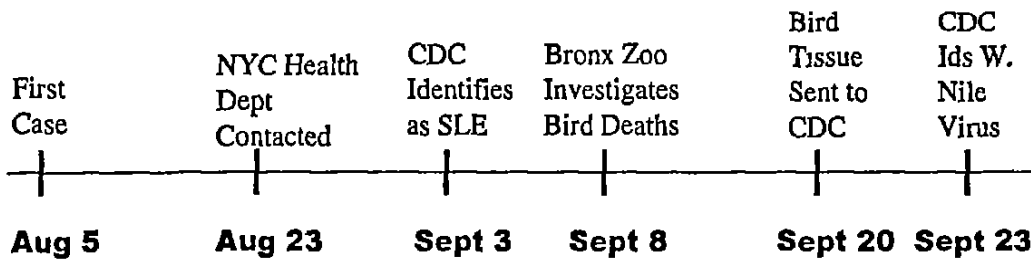 First
Case
NYC Health
Dept
Contacted
CDC
Identifies
as SLE
Bronx Zoo
Investigates
Bird Deaths
Bird
Tissue
Sent to
CDC
CDC
Ids W.
Nile
Virus
Aug 5
Aug 23
Sept 3
Sept 8
Sept 20
Sept 23